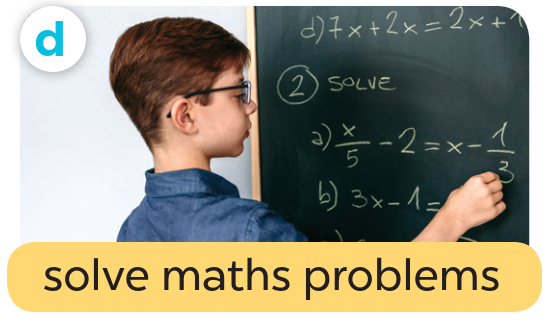 d
d) 7x + 2x = 2x +
2 SOLVE
a) x/5 - 2 = x - 1/3
b) 3x - 1 =
solve maths problems